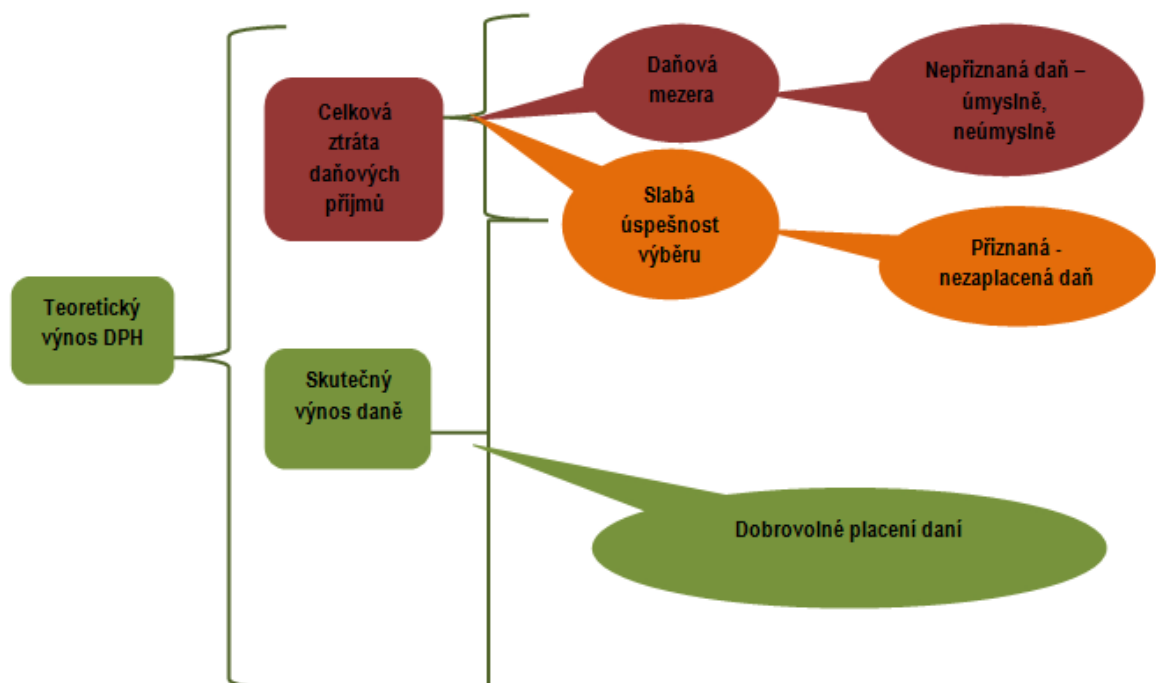 Teoretický
výnos DPH
Celková
ztráta
daňových
příjmů
Skutečný
výnos daně
Daňová
mezera
Nepřiznaná daň –
úmyslně,
neúmyslně
Slabá
úspešnost
výběru
Přiznaná -
nezaplacená daň
Dobrovolné placení daní